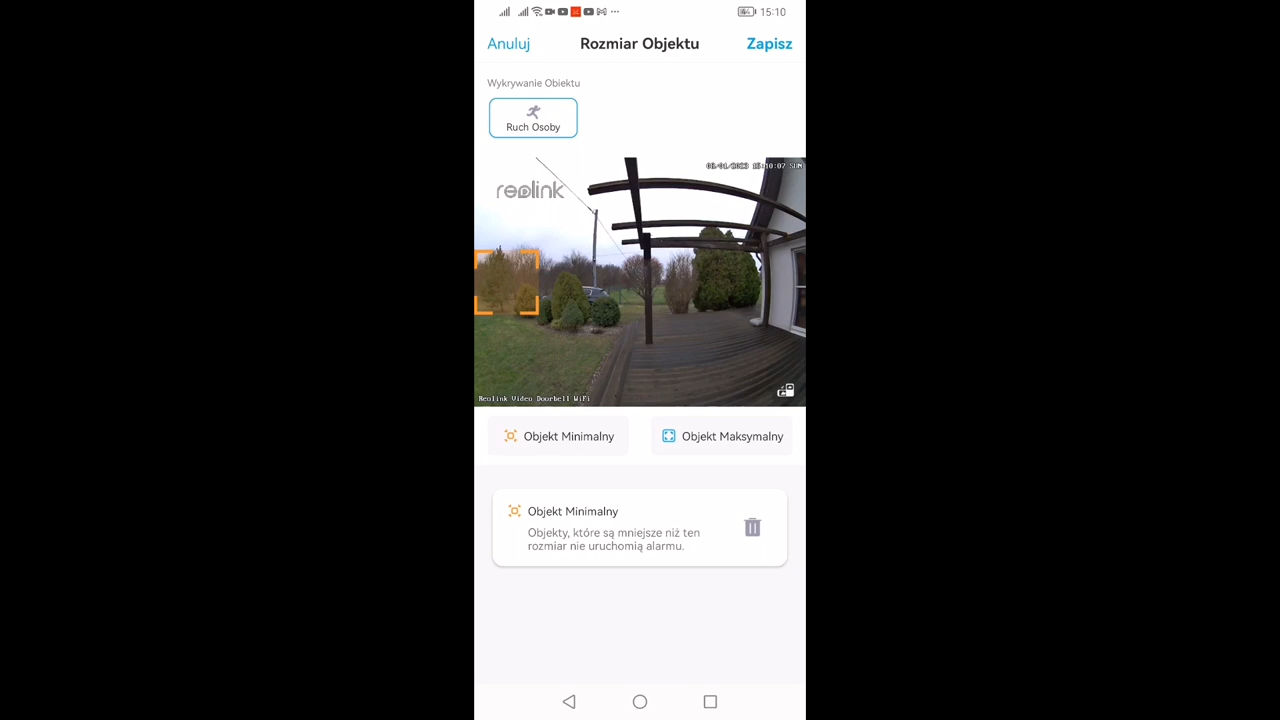 15:10
Anuluj
Rozmiar Objektu
Zapisz
Wykrywanie Obiektu
Ruch Osoby
reolink
Reolink Video Doorbell WiFi
Objekt Minimalny
Objekt Maksymalny
Objekt Minimalny
Objekty, które są mniejsze niż ten
rozmiar nie uruchomią alarmu.